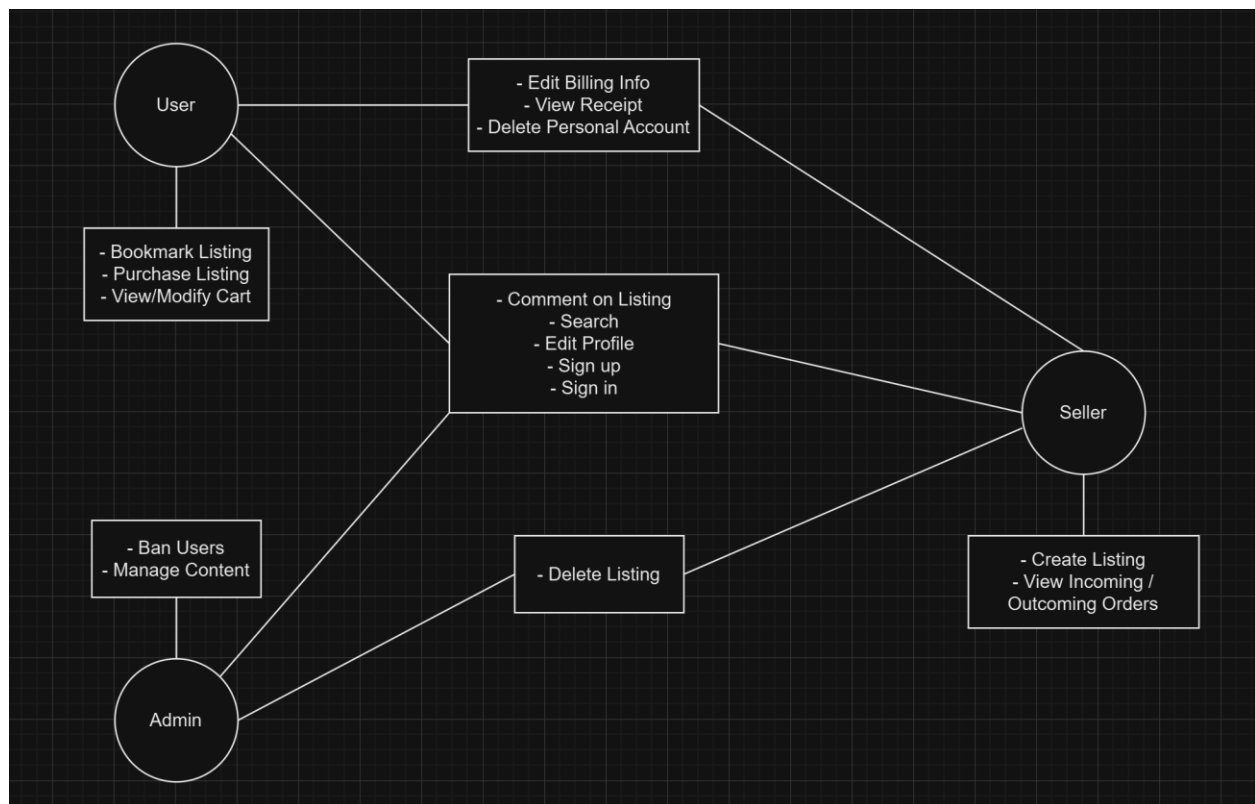 User
- Edit Billing Info
- View Receipt
- Delete Personal Account
- Bookmark Listing
- Purchase Listing
- View/Modify Cart
- Comment on Listing
- Search
- Edit Profile
- Sign up
- Sign in
Seller
- Ban Users
- Manage Content
- Delete Listing
- Create Listing
- View Incoming /
Outcoming Orders
Admin